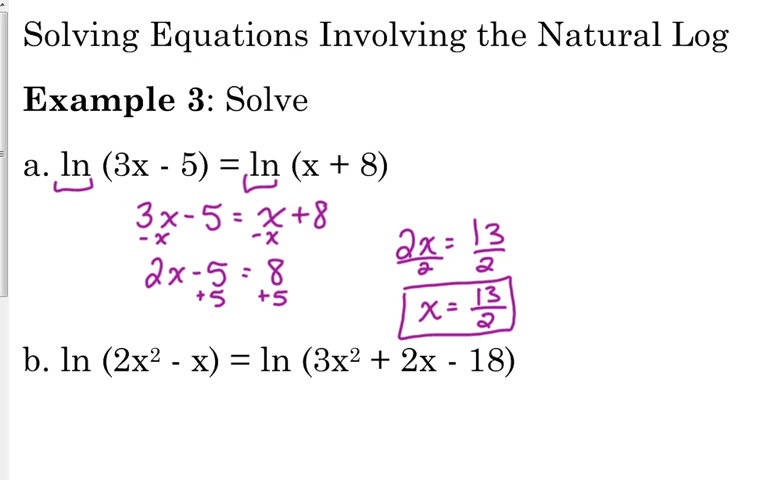 Solving Equations Involving the Natural Log
Example 3: Solve
a. ln (3x - 5) = ln (x + 8)
3x - 5 = x + 8
-x -x
2x - 5 = 8
+5 +5
2x/2 = 13/2
x = 13/2
b. ln (2x² - x) = ln (3x² + 2x - 18)